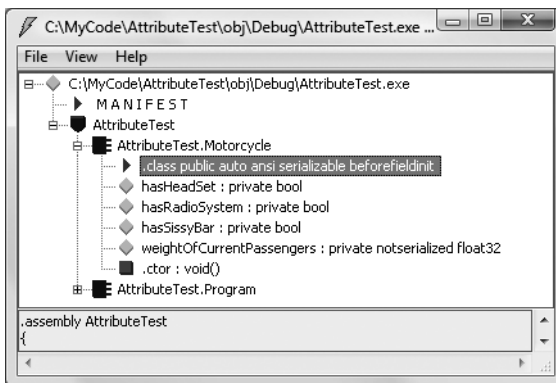 C:\MyCode\AttributeTest\obj\Debug\AttributeTest.exe ...
File View Help
C:\MyCode\AttributeTest\obj\Debug\AttributeTest.exe
MANIFEST
AttributeTest
AttributeTest.Motorcycle
.class public auto ansi serializable beforefieldinit
hasHeadSet : private bool
hasRadioSystem : private bool
hasSissyBar : private bool
weightOfCurrentPassengers : private notserialized float32
.ctor : void()
AttributeTest.Program
.assembly AttributeTest
{